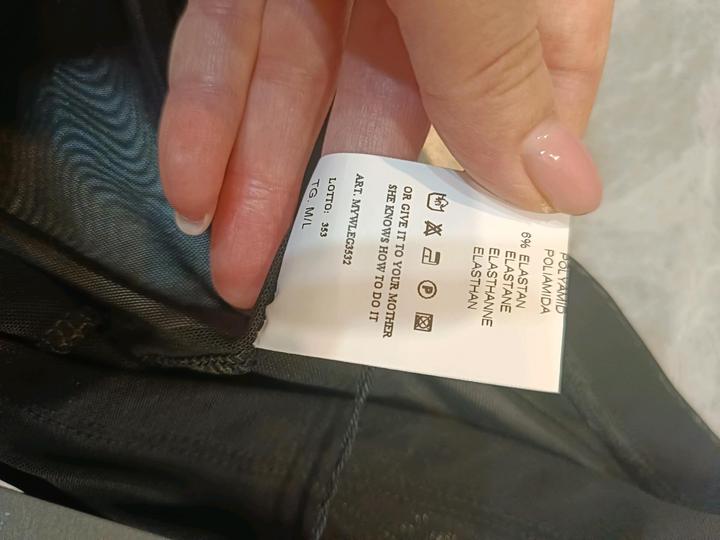 POLYAMID
POLIAMIDA
6% ELASTAN
ELASTANE
ELASTHANNE
ELASTHAN
P
OR GIVE IT TO YOUR MOTHER
SHE KNOWS HOW TO DO IT
ART. MYWLEG3532
LOTTO: 353
TG. M/L